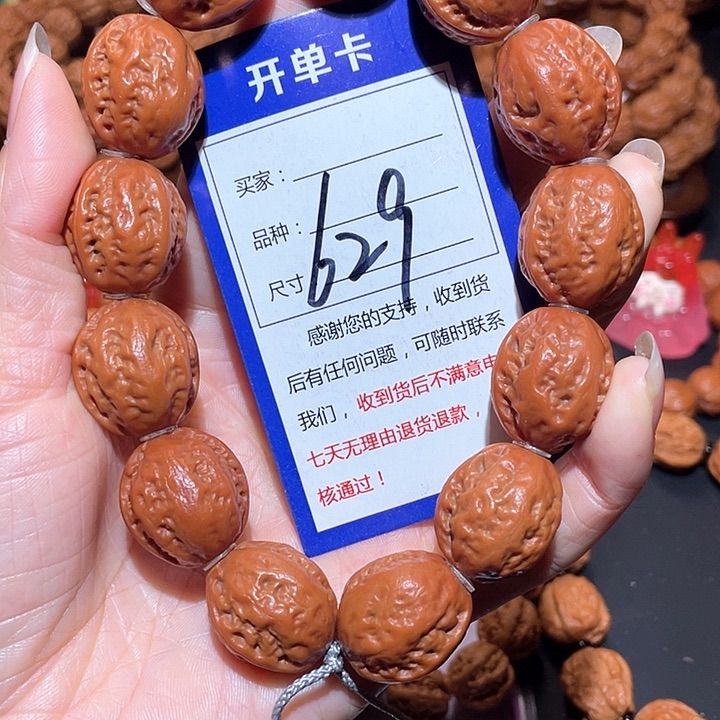 开单卡
买家：
品种：
629
尺寸
感谢您的支持，收到货
后有任何问题，可随时联系
我们，收到货后不满意申
七天无理由退货退款，
核通过！